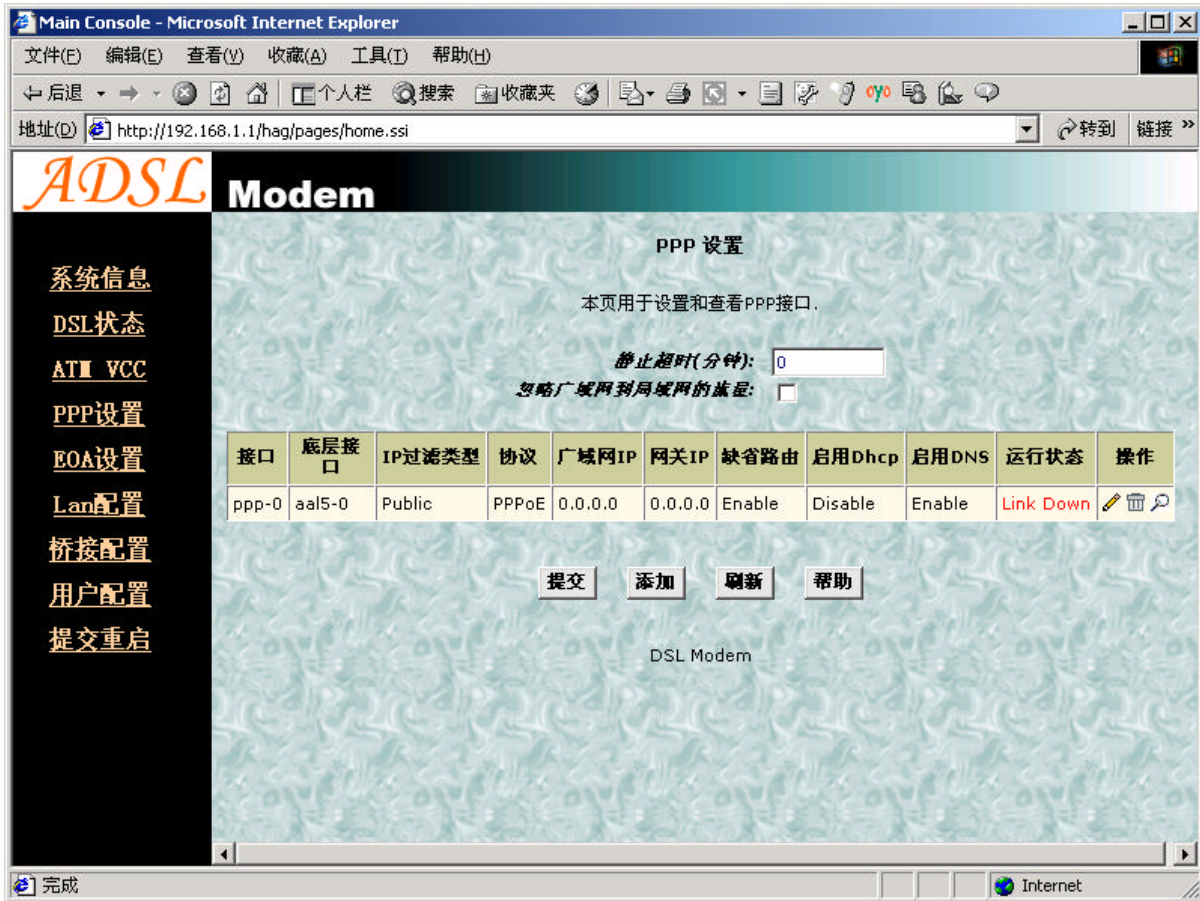 Main Console - Microsoft Internet Explorer
文件(F) 编辑(E) 查看(V) 收藏(A) 工具(T) 帮助(H)
后退 个人栏 搜索 收藏夹
地址(D) http://192.168.1.1/hag/pages/home.ssi 转到 链接 »
ADSL Modem
系统信息
DSL状态
ATM VCC
PPP设置
EOA设置
Lan配置
桥接配置
用户配置
提交重启
PPP 设置
本页用于设置和查看PPP接口.
静止超时(分钟): 0
忽略广域网到局域网的流量:
接口 底层接口 IP过滤类型 协议 广域网IP 网关IP 缺省路由 启用Dhcp 启用DNS 运行状态 操作
ppp-0 aal5-0 Public PPPoE 0.0.0.0 0.0.0.0 Enable Disable Enable Link Down
提交 添加 刷新 帮助
DSL Modem
完成 Internet